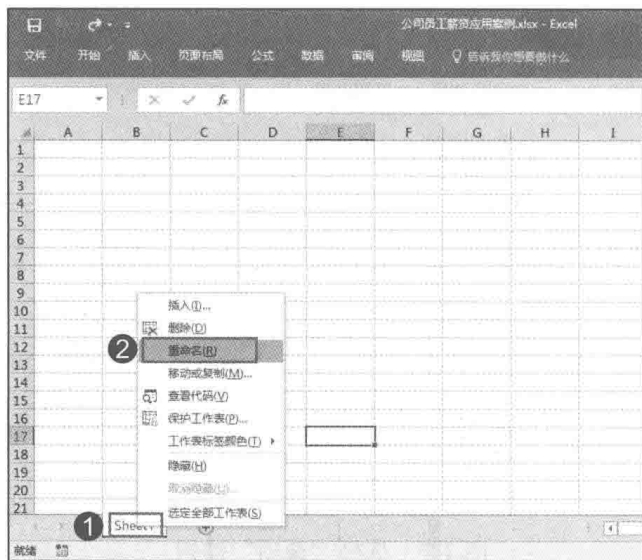 公司员工薪资应用案例.xlsx - Excel
文件 开始 插入 页面布局 公式 数据 审阅 视图 告诉我你想要做什么
E17 fx
A B C D E F G H I
1
2
3
4
5
6
7
8
9
10
11
12
13
14
15
16
17
18
19
20
21
插入(I)...
删除(D)
2 重命名(R)
移动或复制(M)...
查看代码(V)
保护工作表(P)...
工作表标签颜色(T)
隐藏(H)
取消隐藏(U)...
选定全部工作表(S)
1 Sheet1
就绪